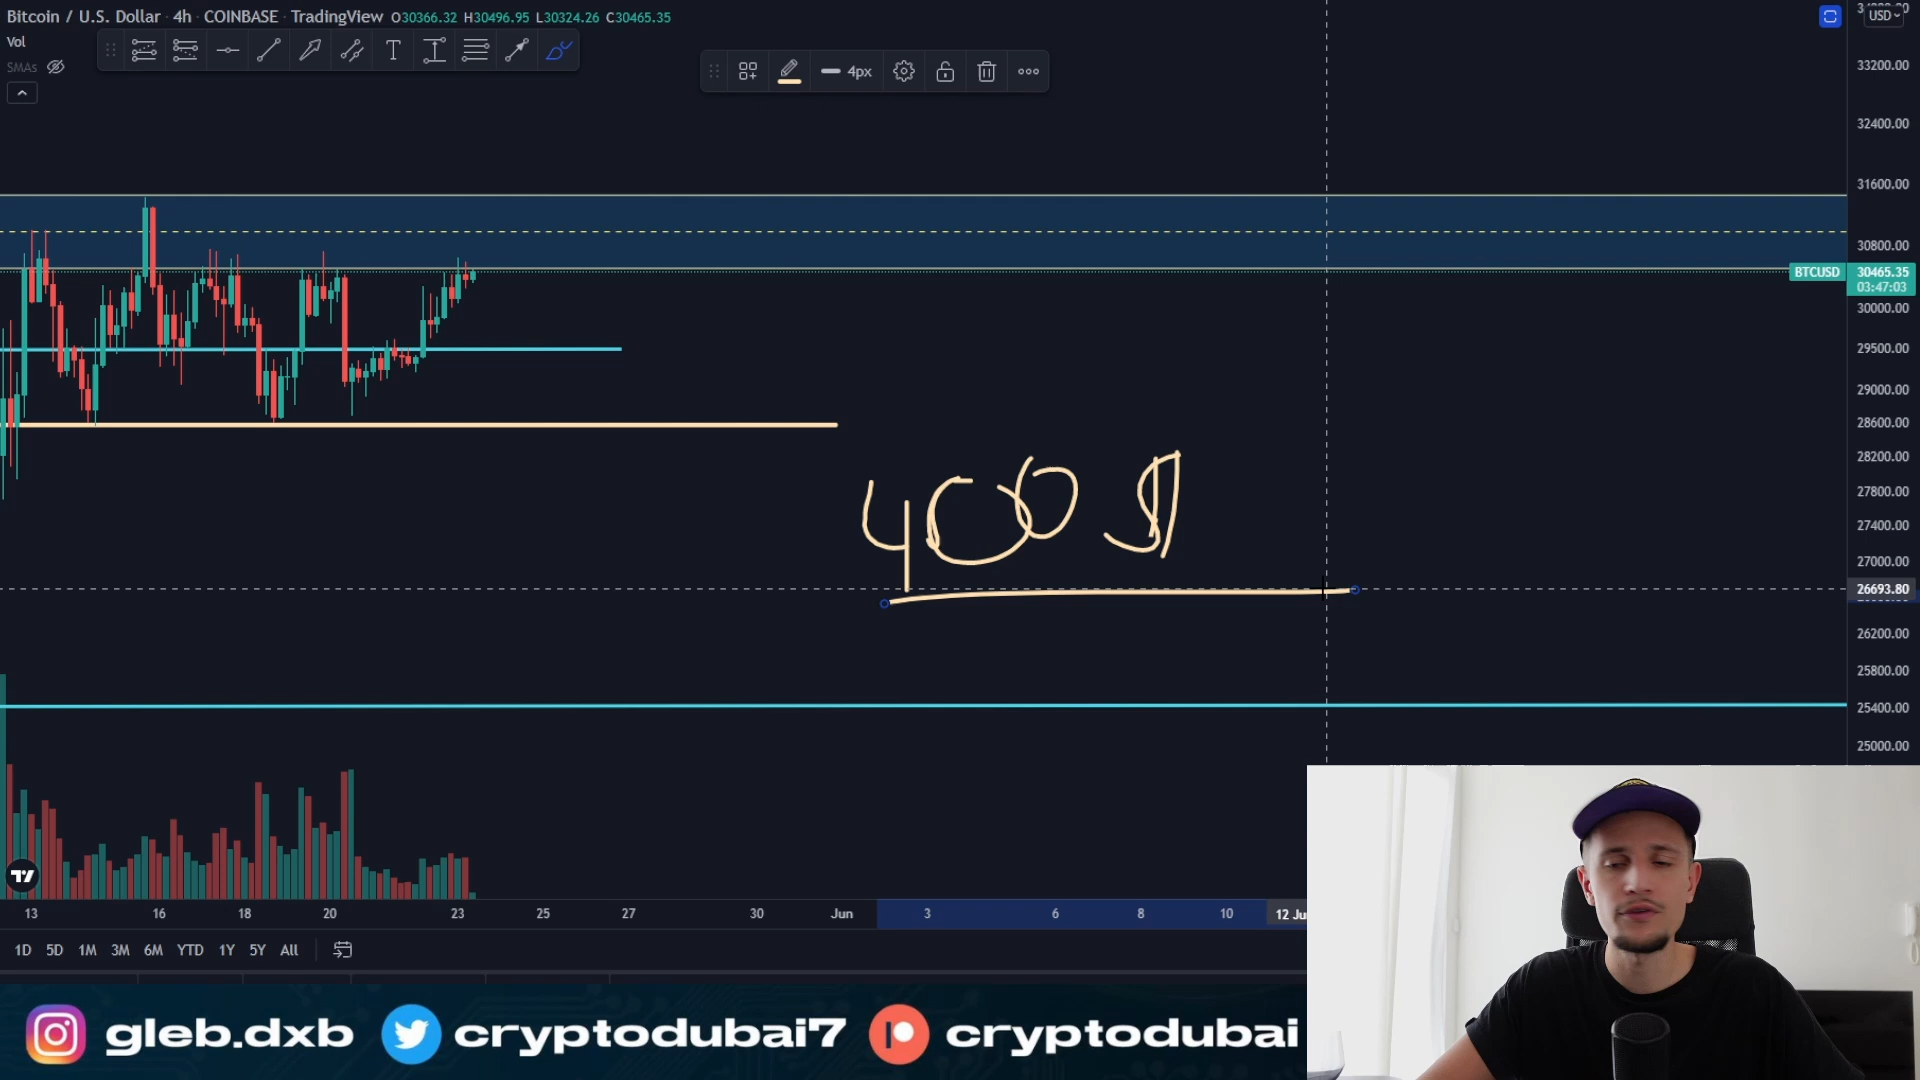 Bitcoin / U.S. Dollar · 4h · COINBASE · TradingView O30366.32 H30496.95 L30324.26 C30465.35
Vol
SMAs
T
4px
USD
33200.00
32400.00
31600.00
30800.00
BTCUSD 30465.35
03:47:03
30000.00
29500.00
29000.00
28600.00
28200.00
27800.00
27400.00
27000.00
400 $
26693.80
26200.00
25800.00
25400.00
25000.00
13 16 18 20 23 25 27 30 Jun 3 6 8 10 12 Ju
1D 5D 1M 3M 6M YTD 1Y 5Y All
gleb.dxb cryptodubai7 cryptodubai